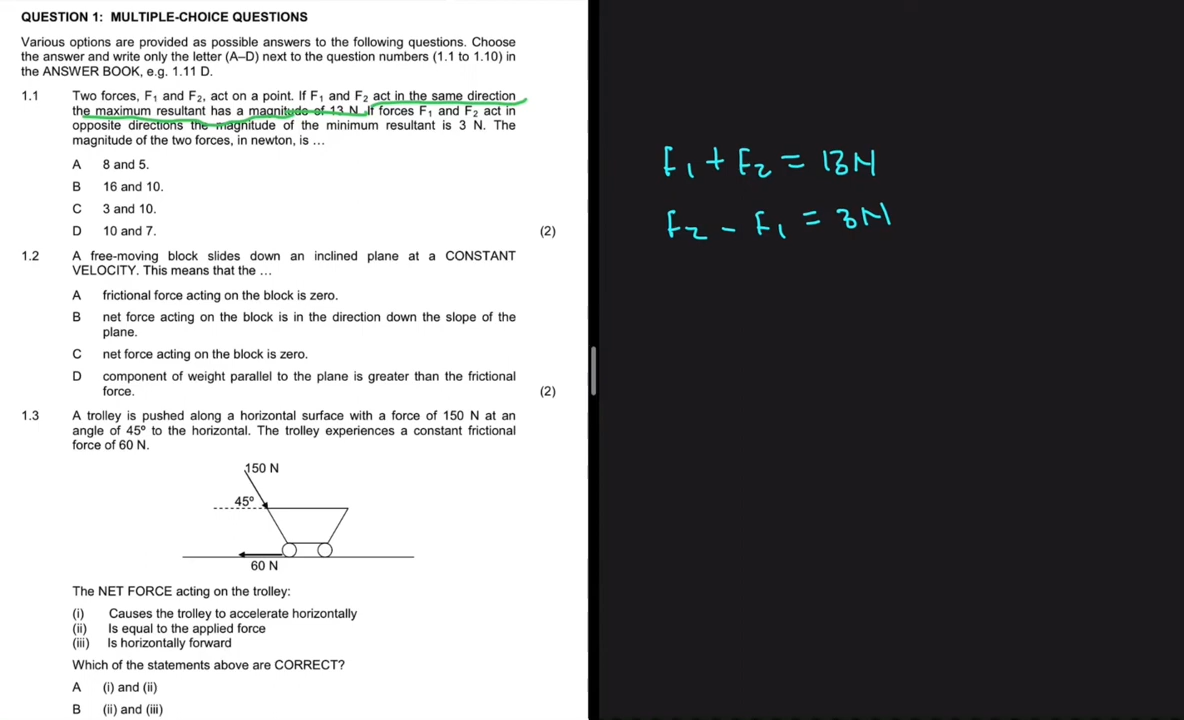 QUESTION 1: MULTIPLE-CHOICE QUESTIONS
Various options are provided as possible answers to the following questions. Choose
the answer and write only the letter (A–D) next to the question numbers (1.1 to 1.10) in
the ANSWER BOOK, e.g. 1.11 D.
1.1 Two forces, F₁ and F₂, act on a point. If F₁ and F₂ act in the same direction
the maximum resultant has a magnitude of 13 N. If forces F₁ and F₂ act in
opposite directions the magnitude of the minimum resultant is 3 N. The
magnitude of the two forces, in newton, is …
A 8 and 5.
B 16 and 10.
C 3 and 10.
D 10 and 7.
(2)
1.2 A free-moving block slides down an inclined plane at a CONSTANT
VELOCITY. This means that the …
A frictional force acting on the block is zero.
B net force acting on the block is in the direction down the slope of the
plane.
C net force acting on the block is zero.
D component of weight parallel to the plane is greater than the frictional
force.
(2)
1.3 A trolley is pushed along a horizontal surface with a force of 150 N at an
angle of 45º to the horizontal. The trolley experiences a constant frictional
force of 60 N.
150 N
45º
60 N
The NET FORCE acting on the trolley:
(i) Causes the trolley to accelerate horizontally
(ii) Is equal to the applied force
(iii) Is horizontally forward
Which of the statements above are CORRECT?
A (i) and (ii)
B (ii) and (iii)
F₁ + F₂ = 13N
F₂ - F₁ = 3N